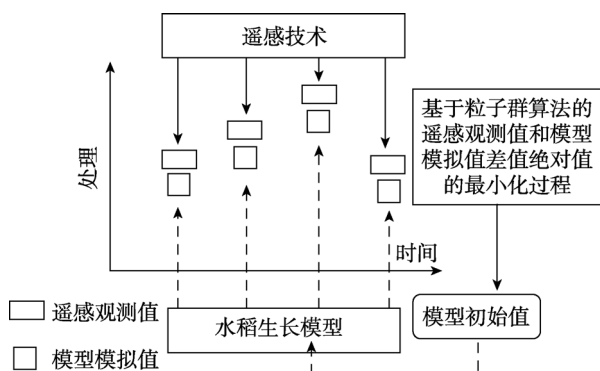 遥感技术
基于粒子群算法的
遥感观测值和模型
模拟值差值绝对值
的最小化过程
处理
时间
遥感观测值
水稻生长模型
模型初始值
模型模拟值